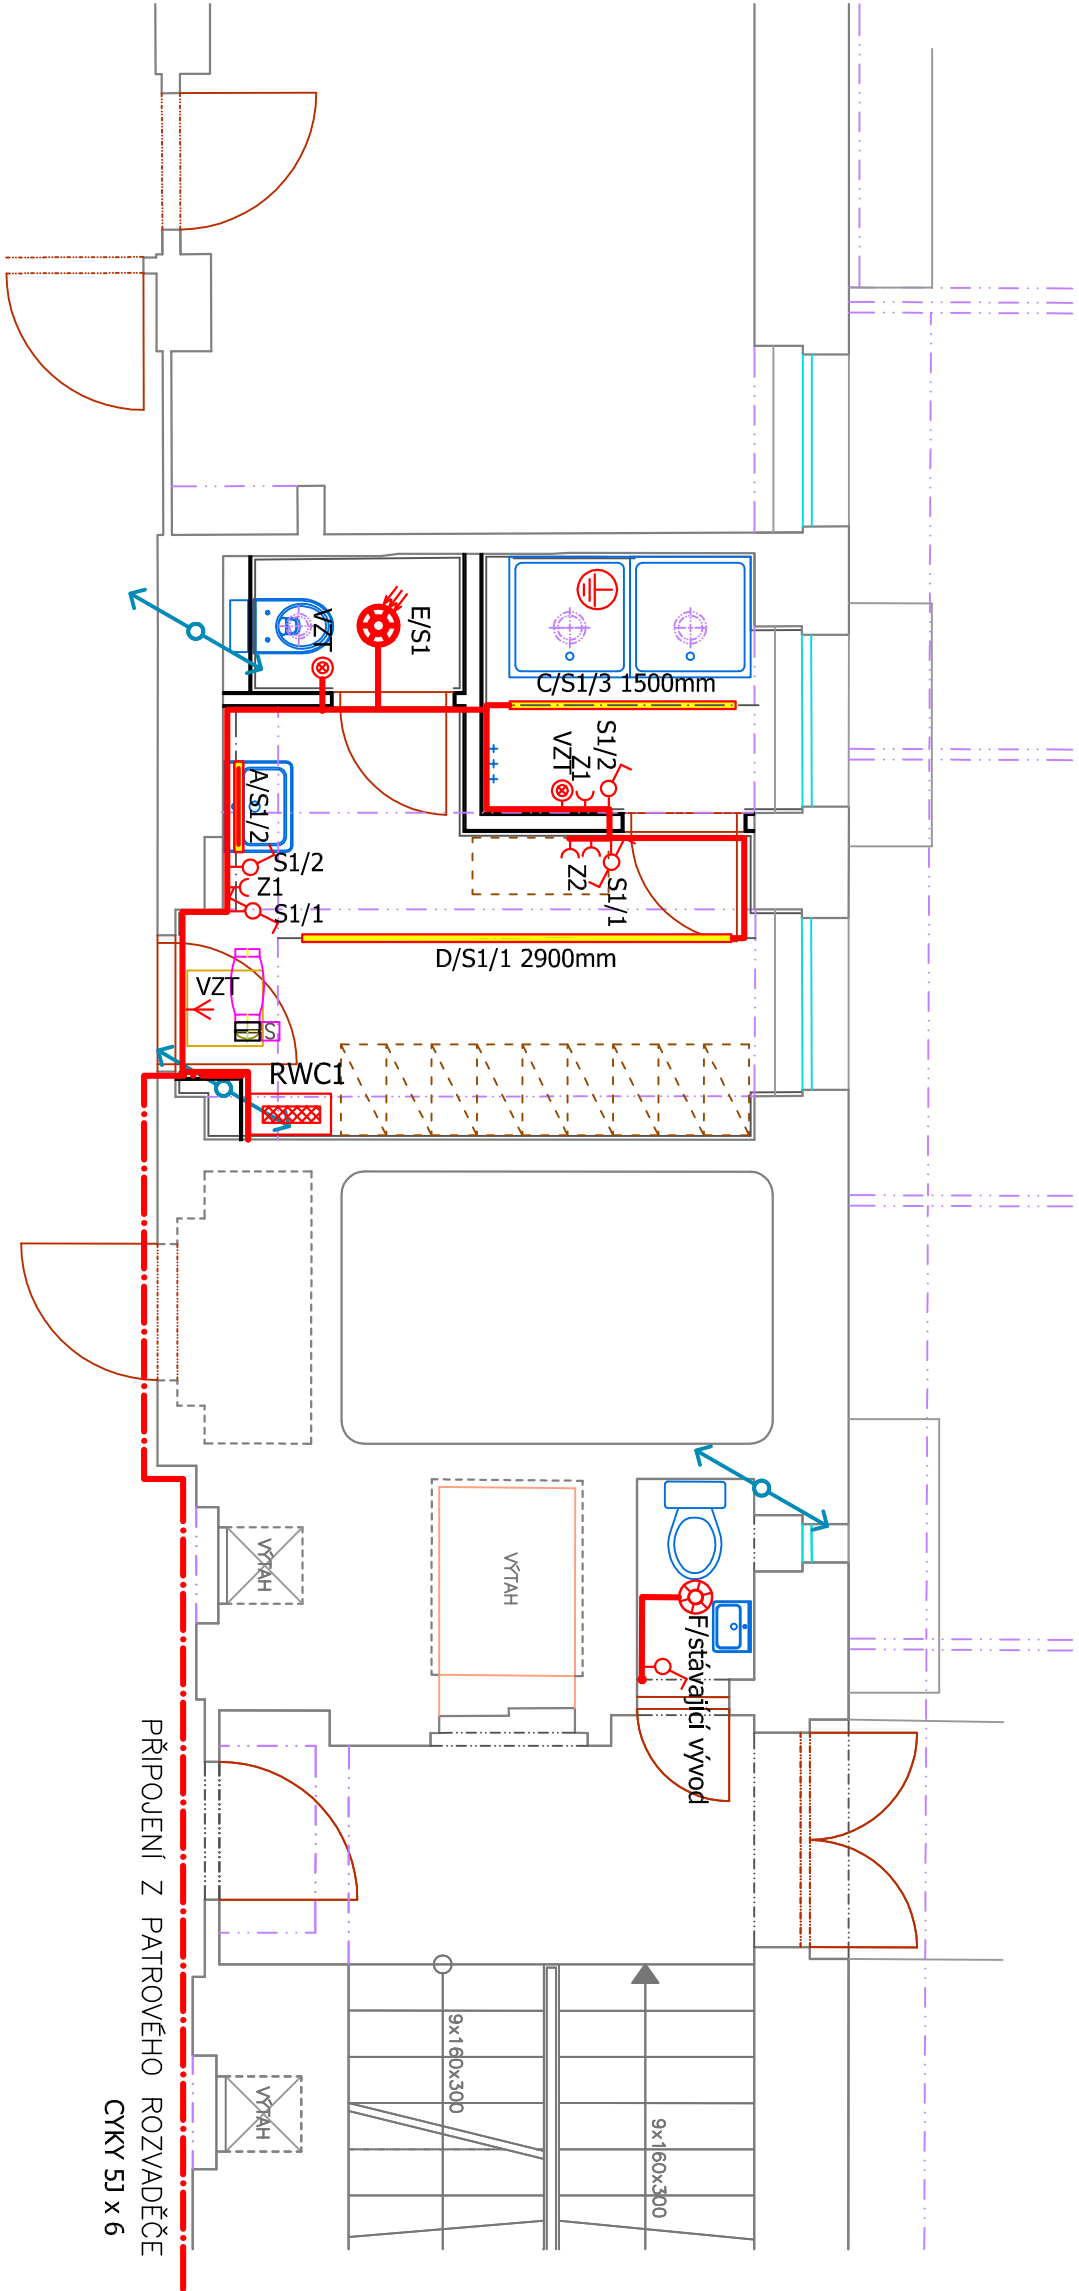 E/S1
VZT
C/S1/3 1500mm
S1/2
VZT
Z1
A/S1/2
S1/2
Z1
S1/1
Z2
S1/1
D/S1/1 2900mm
VZT
S
RWC1
VÝTAH
VÝTAH
F/stávající vývod
PŘIPOJENÍ Z PATROVÉHO ROZVADĚČE
CYKY 5J x 6
9x160x300
9x160x300
VÝTAH